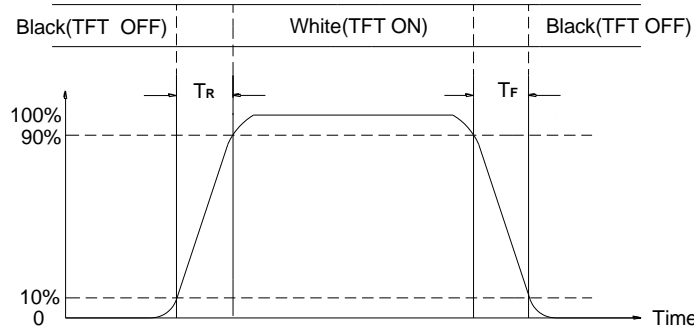 Black(TFT OFF)
White(TFT ON)
Black(TFT OFF)
TR
TF
100%
90%
10%
0
Time